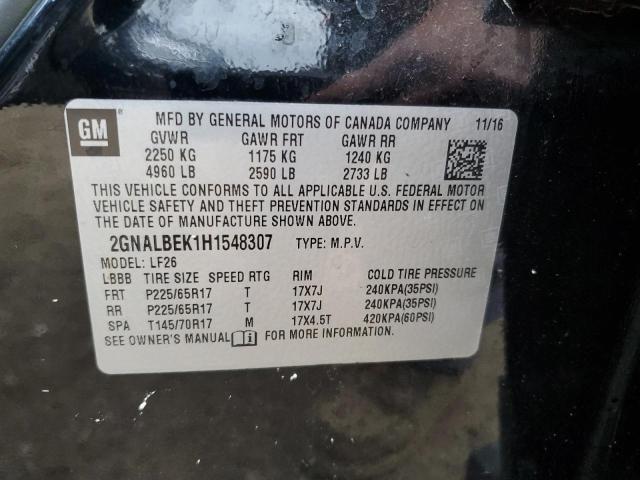 GM ® MFD BY GENERAL MOTORS OF CANADA COMPANY 11/16
GVWR GAWR FRT GAWR RR
2250 KG 1175 KG 1240 KG
4960 LB 2590 LB 2733 LB
THIS VEHICLE CONFORMS TO ALL APPLICABLE U.S. FEDERAL MOTOR
VEHICLE SAFETY AND THEFT PREVENTION STANDARDS IN EFFECT ON
THE DATE OF MANUFACTURE SHOWN ABOVE.
2GNALBEK1H1548307 TYPE: M.P.V.
MODEL: LF26
LBBB TIRE SIZE SPEED RTG RIM COLD TIRE PRESSURE
FRT P225/65R17 T 17X7J 240KPA(35PSI)
RR P225/65R17 T 17X7J 240KPA(35PSI)
SPA T145/70R17 M 17X4.5T 420KPA(60PSI)
SEE OWNER'S MANUAL i FOR MORE INFORMATION.